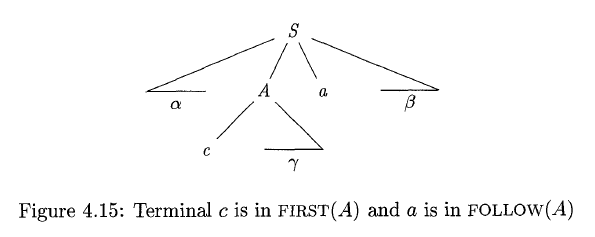 S
α A a β
c γ
Figure 4.15: Terminal c is in FIRST(A) and a is in FOLLOW(A)